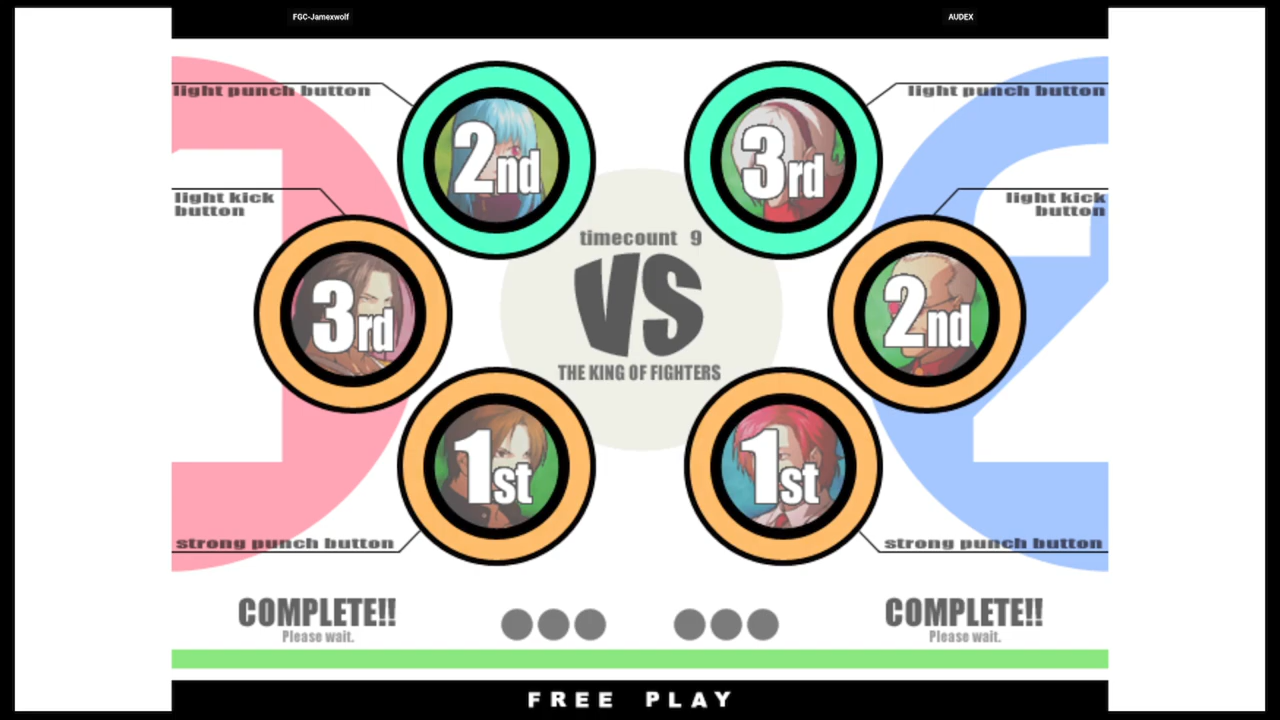 FGC-Jamexwolf
AUDEX
light punch button
light punch button
2nd
3rd
light kick
button
light kick
button
timecount 9
VS
THE KING OF FIGHTERS
3rd
2nd
1st
1st
strong punch button
strong punch button
COMPLETE!!
Please wait.
COMPLETE!!
Please wait.
FREE PLAY